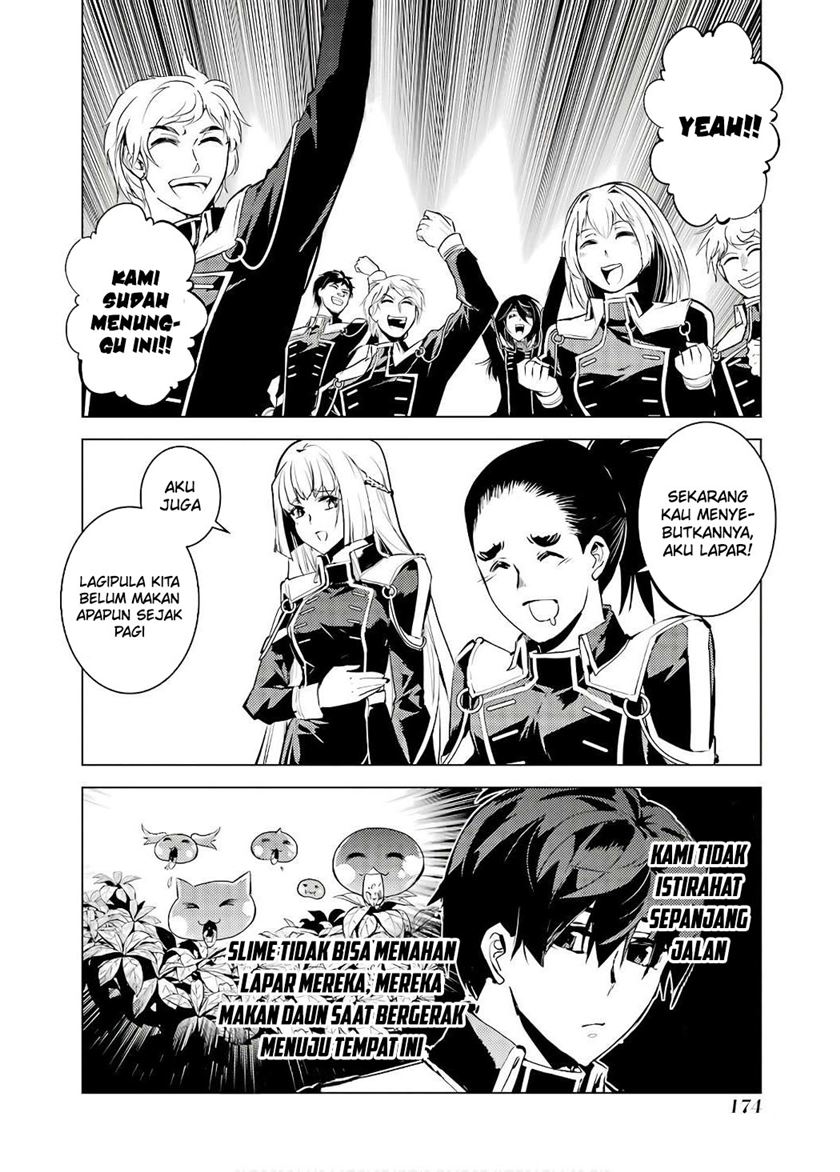 YEAH!!
KAMI
SUDAH
MENUNG-
GU INI!!
SEKARANG
KAU MENYE-
BUTKANNYA,
AKU LAPAR!
AKU
JUGA
LAGIPULA KITA
BELUM MAKAN
APAPUN SEJAK
PAGI
KAMI TIDAK
ISTIRAHAT
SEPANJANG
JALAN
SLIME TIDAK BISA MENAHAN
LAPAR MEREKA, MEREKA
MAKAN DAUN SAAT BERGERAK
MENUJU TEMPAT INI
174